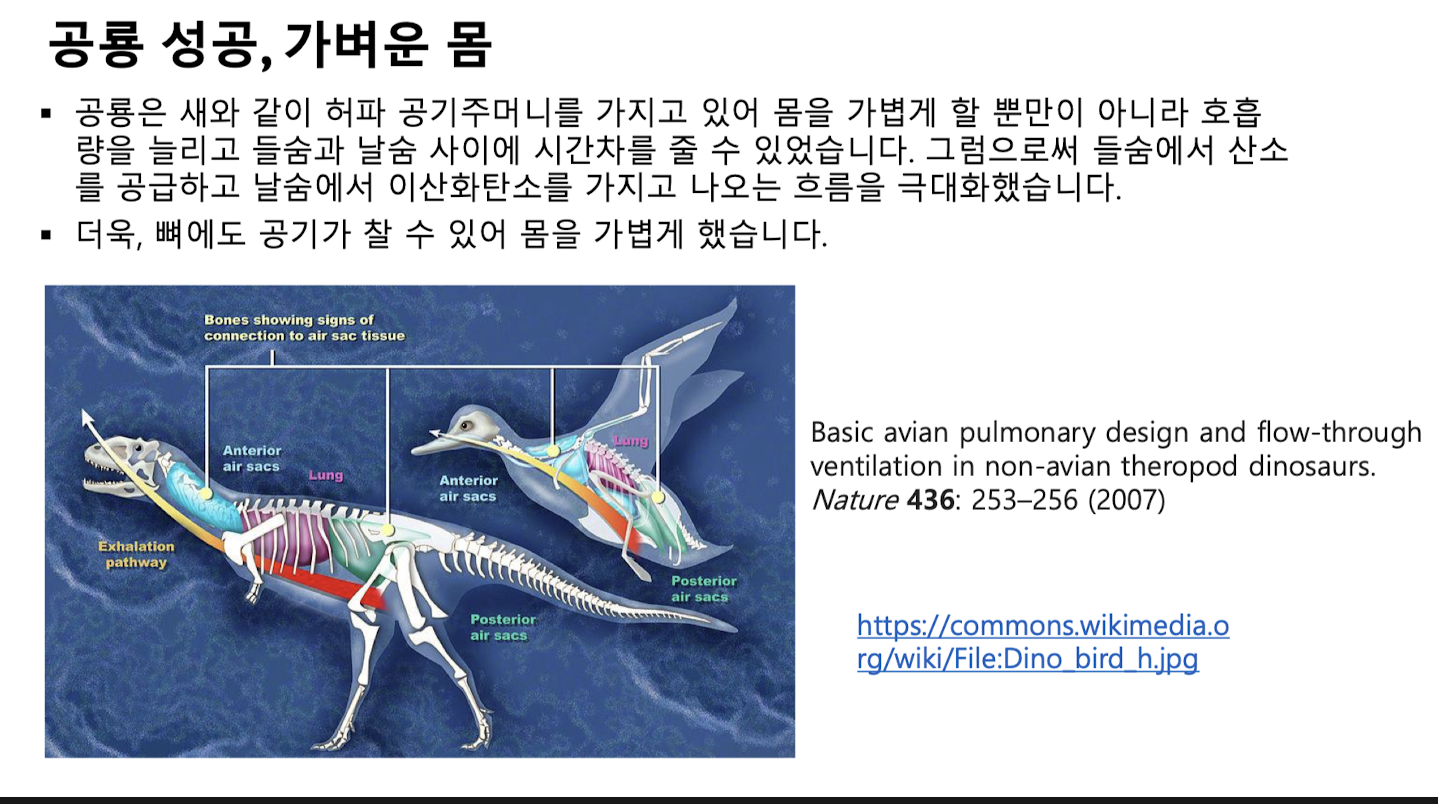 공룡 성공, 가벼운 몸
▪ 공룡은 새와 같이 허파 공기주머니를 가지고 있어 몸을 가볍게 할 뿐만이 아니라 호흡
량을 늘리고 들숨과 날숨 사이에 시간차를 줄 수 있었습니다. 그럼으로써 들숨에서 산소
를 공급하고 날숨에서 이산화탄소를 가지고 나오는 흐름을 극대화했습니다.
▪ 더욱, 뼈에도 공기가 찰 수 있어 몸을 가볍게 했습니다.
Bones showing signs of
connection to air sac tissue
Anterior
air sacs
Lung
Exhalation
pathway
Posterior
air sacs
Anterior
air sacs
Lung
Posterior
air sacs
Basic avian pulmonary design and flow-through
ventilation in non-avian theropod dinosaurs.
Nature 436: 253–256 (2007)
https://commons.wikimedia.o
rg/wiki/File:Dino_bird_h.jpg